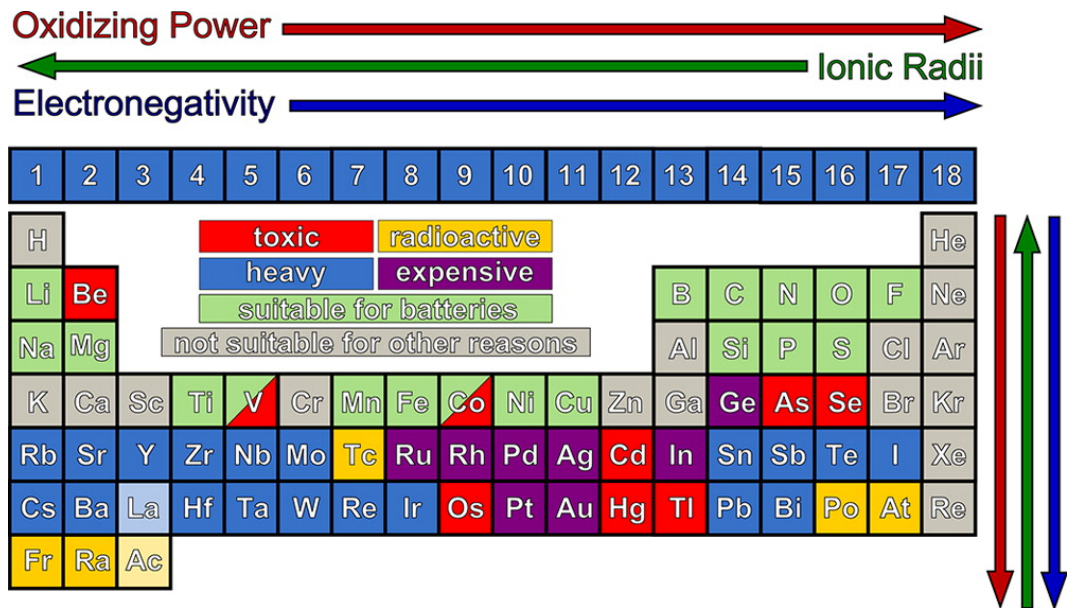 Oxidizing Power
Ionic Radii
Electronegativity
1 2 3 4 5 6 7 8 9 10 11 12 13 14 15 16 17 18
H toxic radioactive He
heavy expensive
Li Be suitable for batteries B C N O F Ne
Na Mg not suitable for other reasons Al Si P S Cl Ar
K Ca Sc Ti V Cr Mn Fe Co Ni Cu Zn Ga Ge As Se Br Kr
Rb Sr Y Zr Nb Mo Tc Ru Rh Pd Ag Cd In Sn Sb Te I Xe
Cs Ba La Hf Ta W Re Ir Os Pt Au Hg Tl Pb Bi Po At Re
Fr Ra Ac